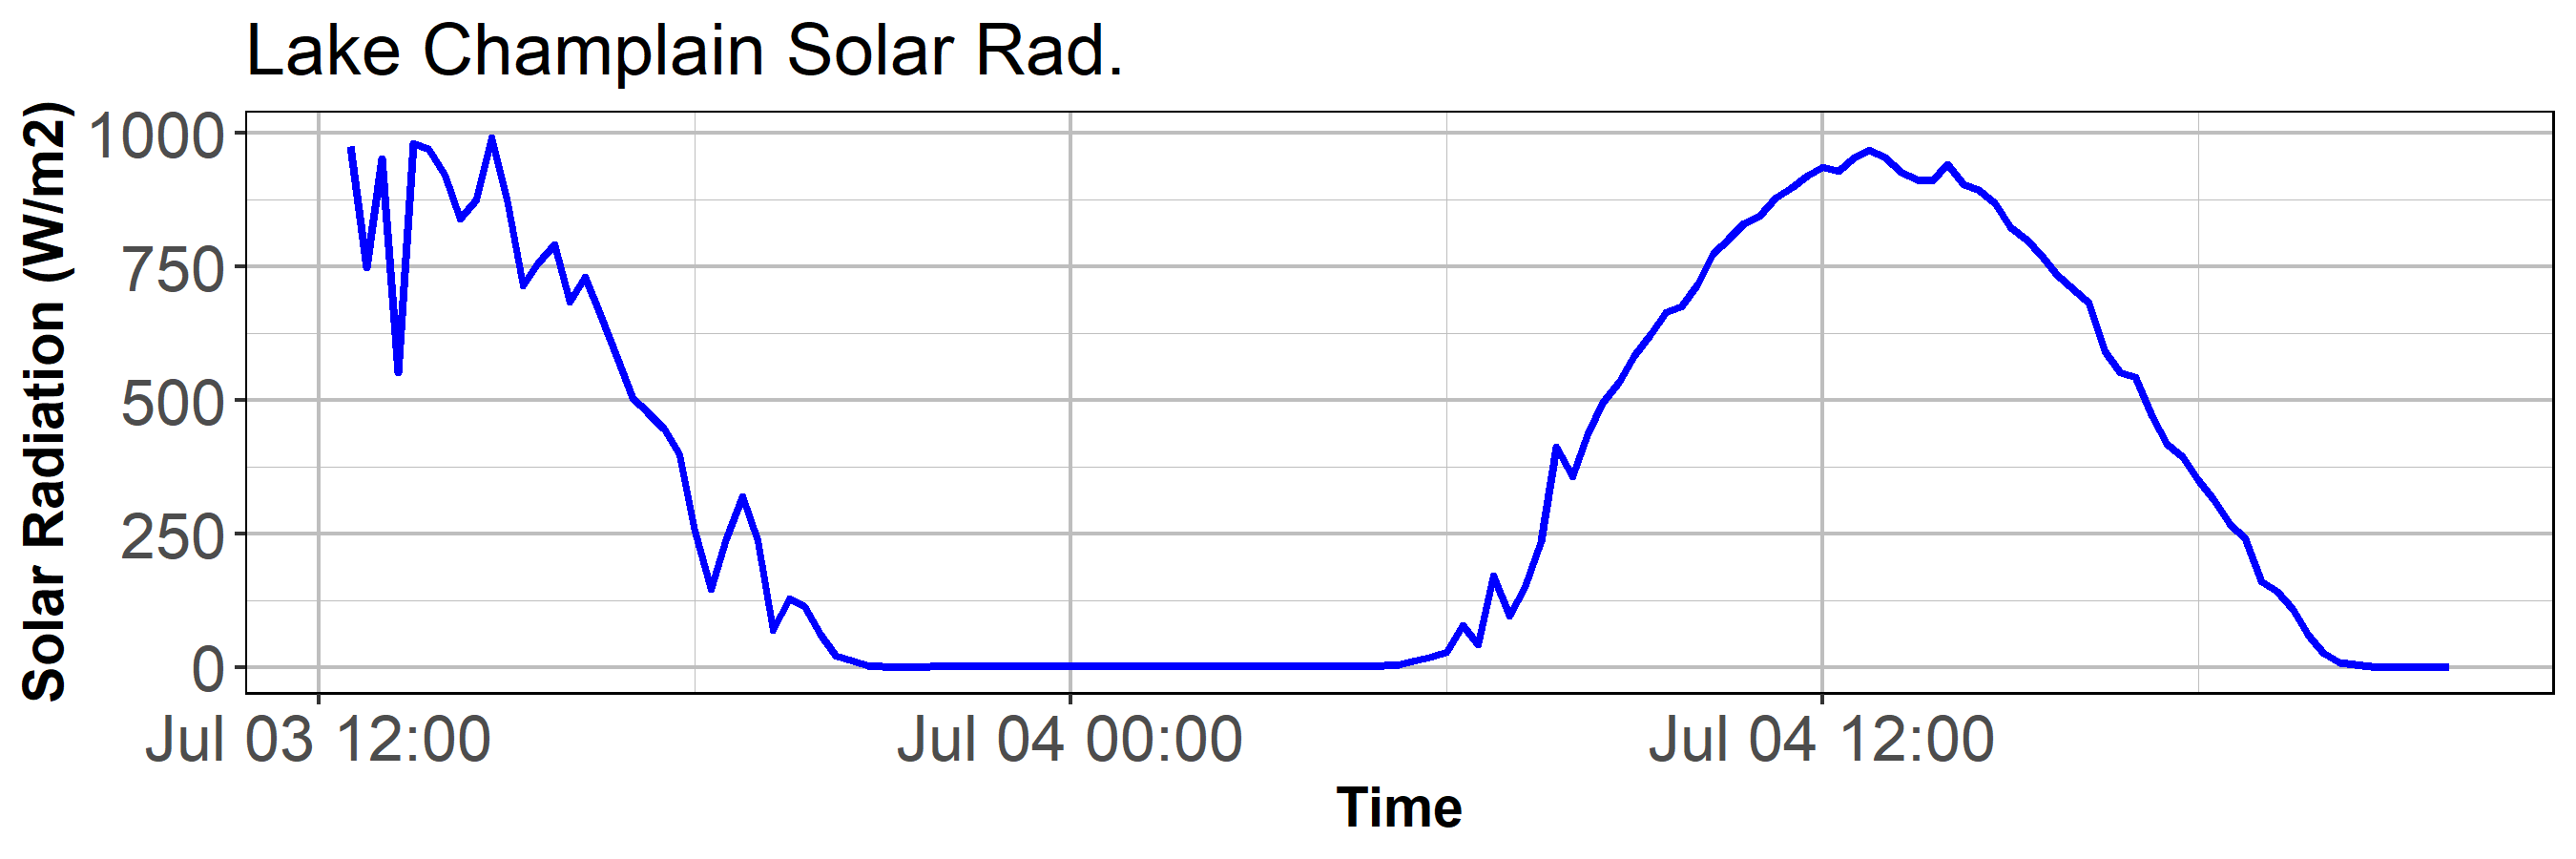 Lake Champlain Solar Rad.
Solar Radiation (W/m2)
1000
750
500
250
0
Jul 03 12:00
Jul 04 00:00
Jul 04 12:00
Time